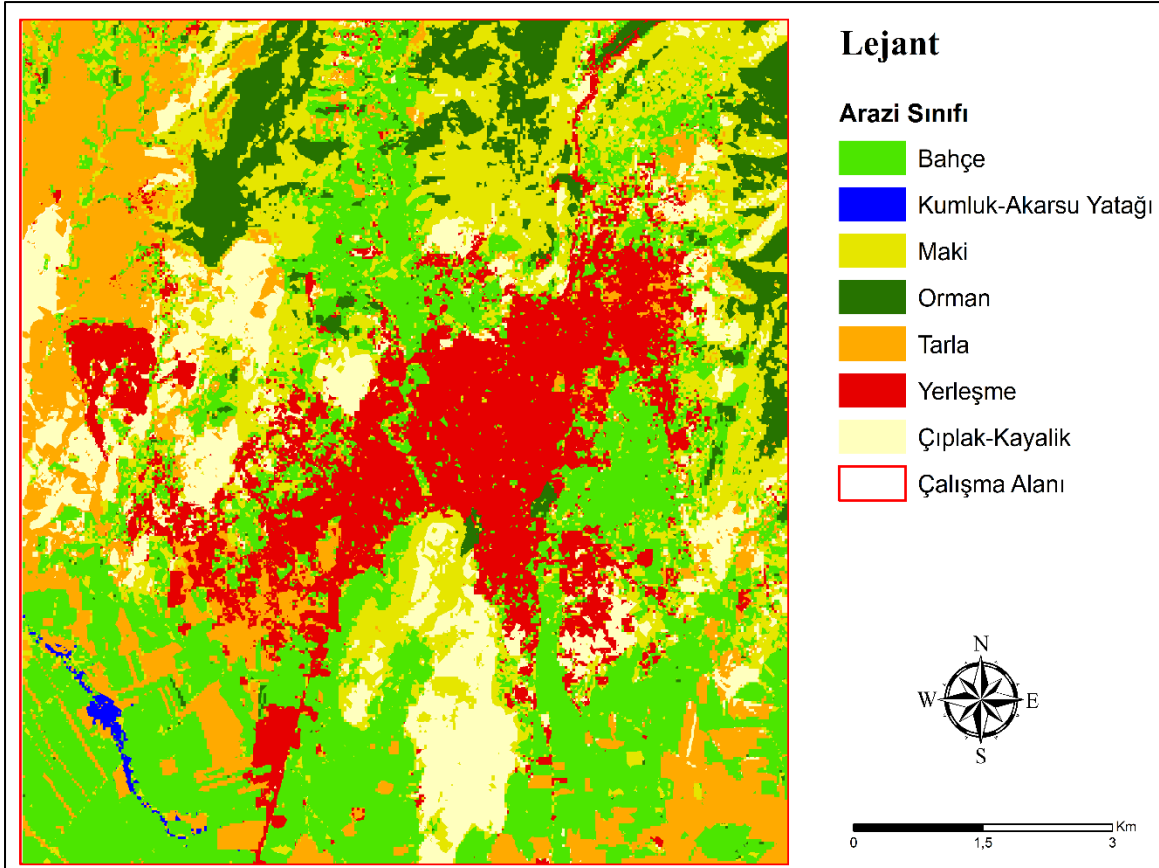 Lejant
Arazi Sınıfı
Bahçe
Kumluk-Akarsu Yatağı
Maki
Orman
Tarla
Yerleşme
Çıplak-Kayalik
Çalışma Alanı
N
W E
S
Km
0 1,5 3